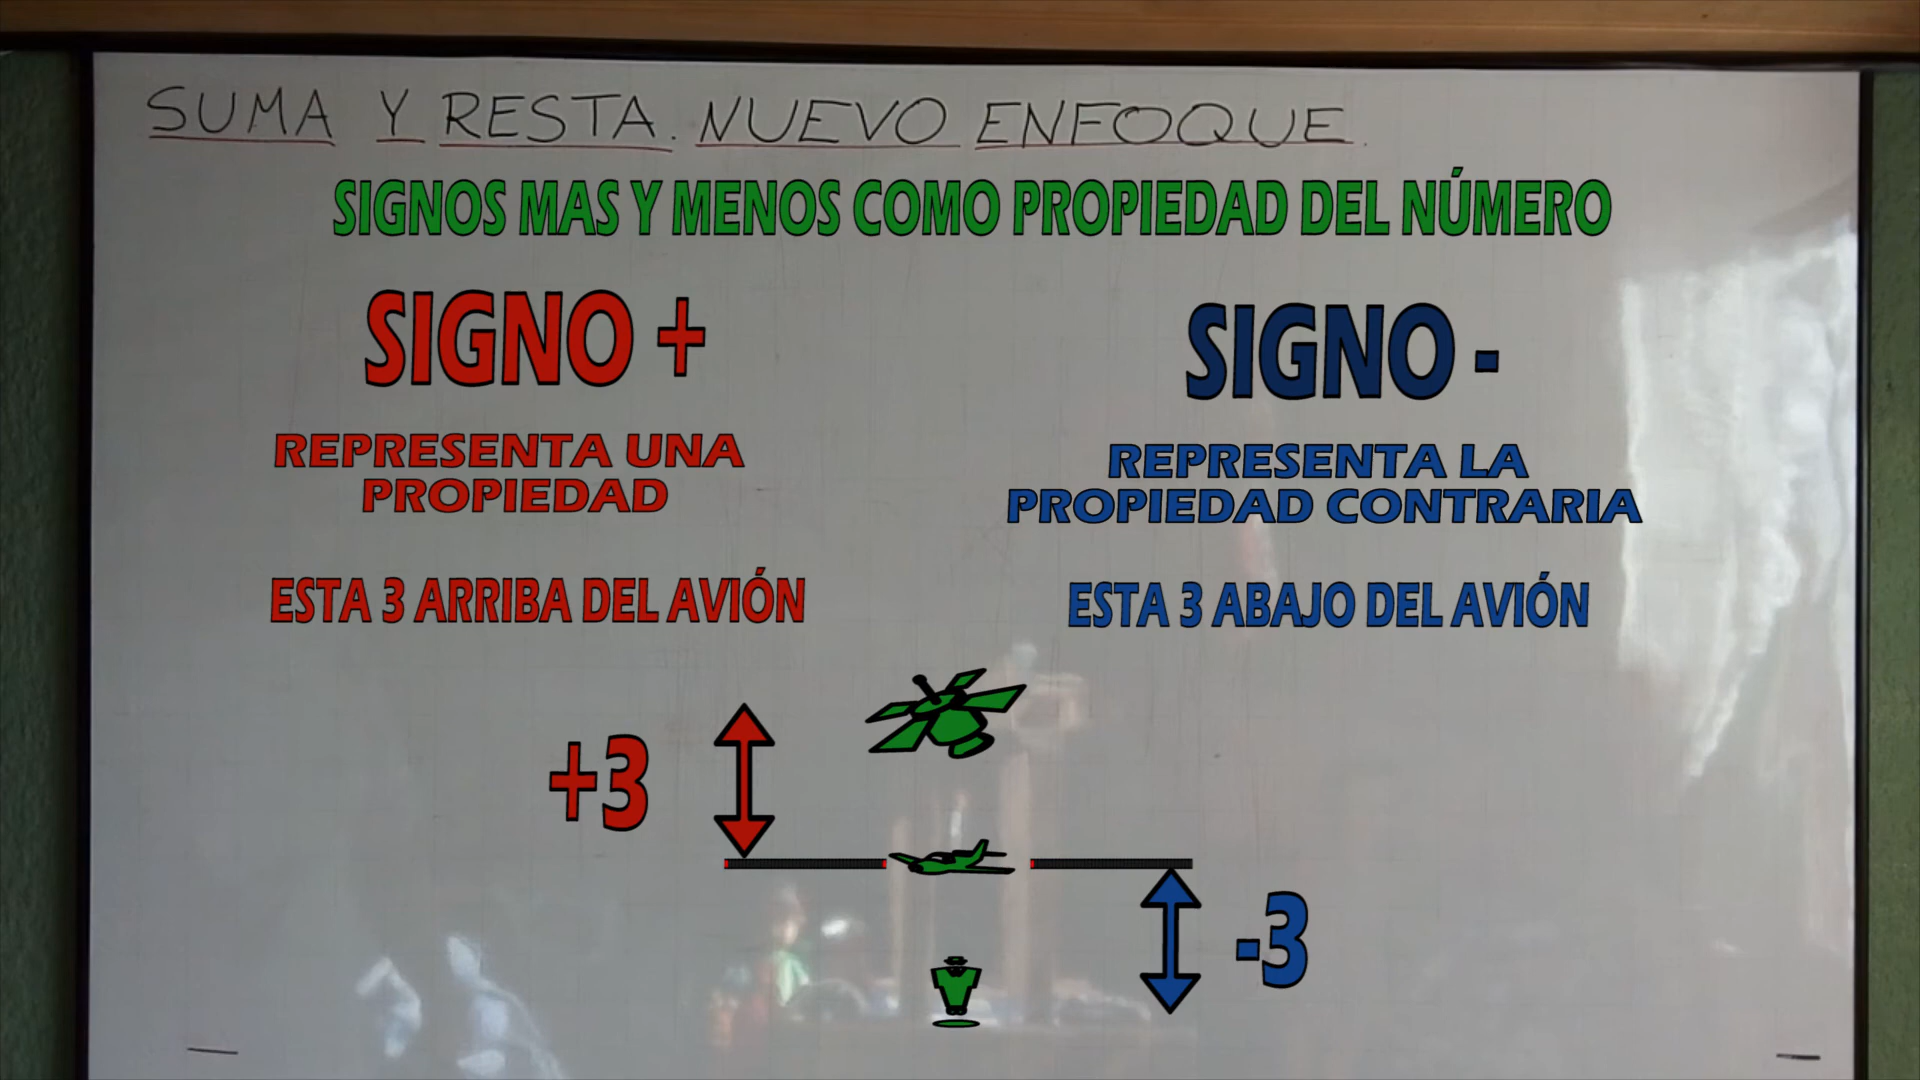 SUMA Y RESTA. NUEVO ENFOQUE.
SIGNOS MAS Y MENOS COMO PROPIEDAD DEL NÚMERO
SIGNO +
REPRESENTA UNA
PROPIEDAD
ESTA 3 ARRIBA DEL AVIÓN
SIGNO -
REPRESENTA LA
PROPIEDAD CONTRARIA
ESTA 3 ABAJO DEL AVIÓN
+3
-3